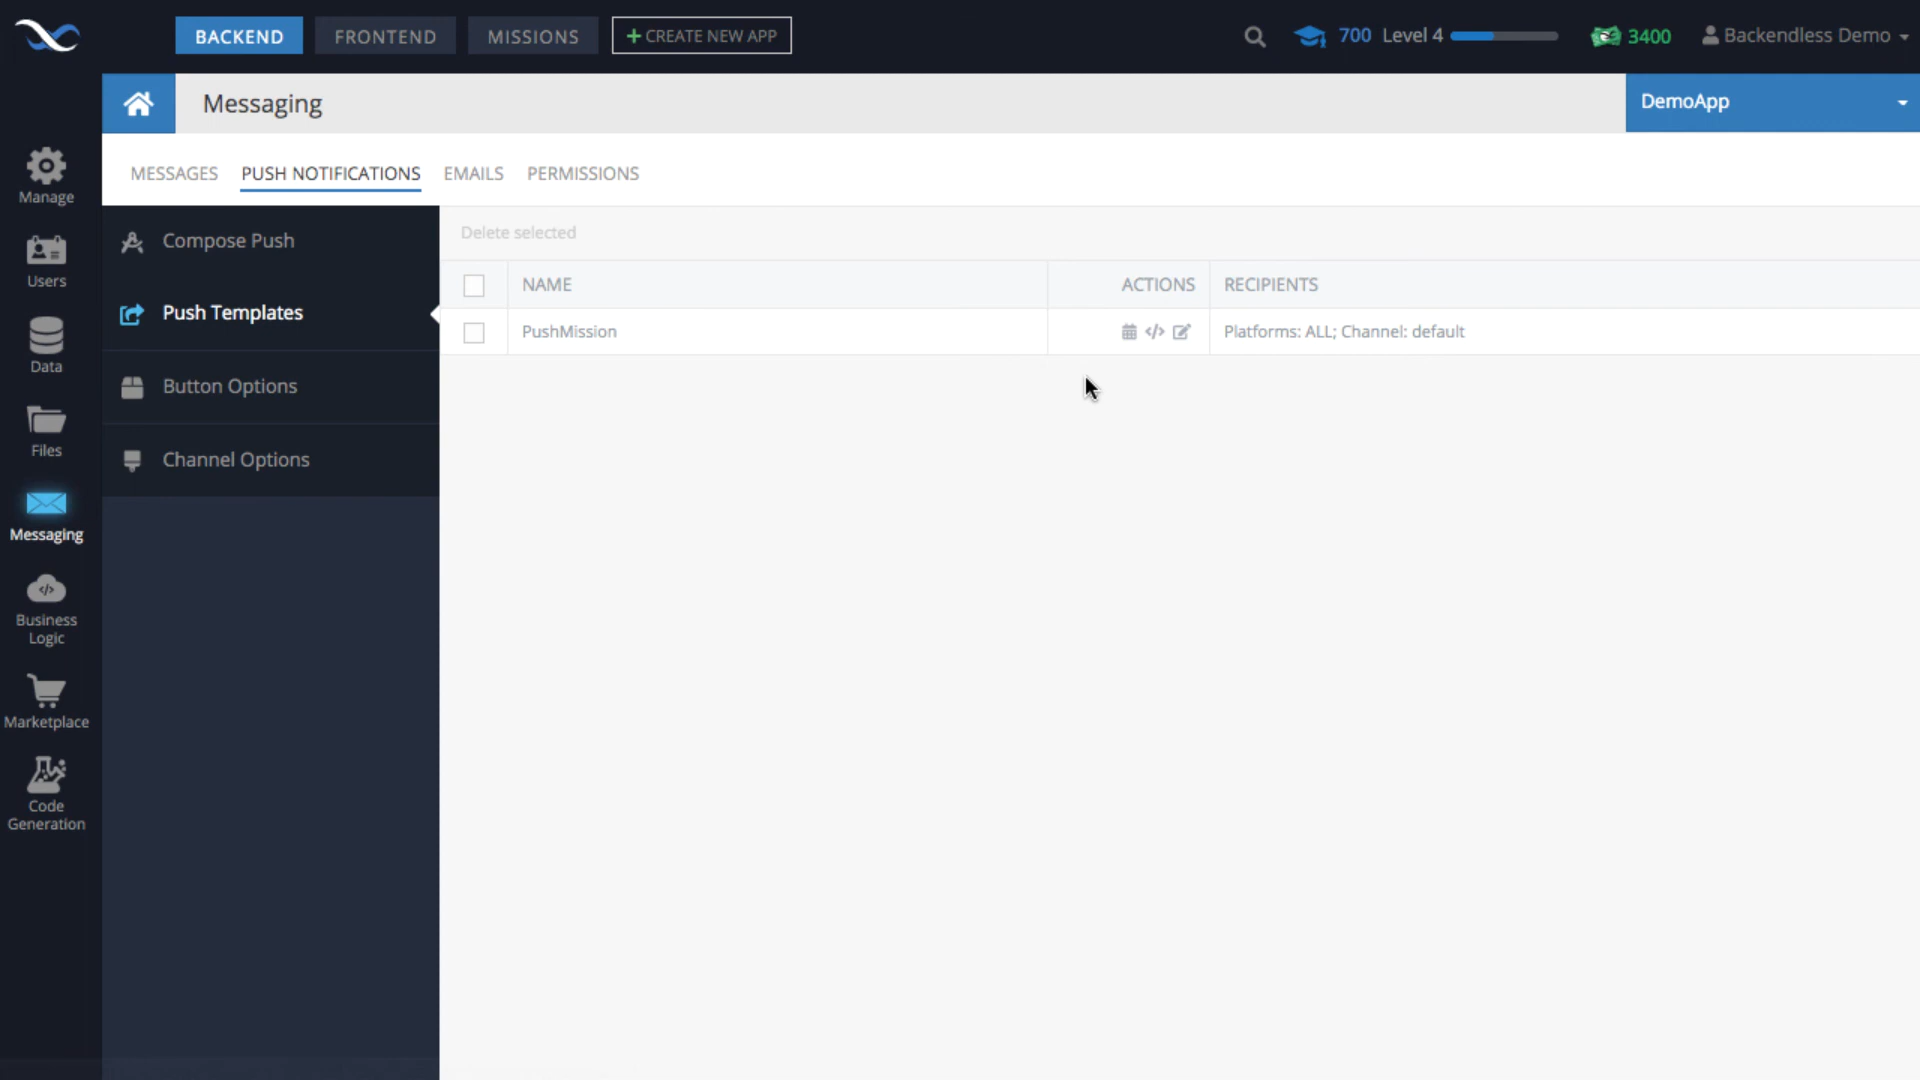 BACKEND FRONTEND MISSIONS + CREATE NEW APP 700 Level 4 3400 Backendless Demo
Messaging DemoApp
MESSAGES PUSH NOTIFICATIONS EMAILS PERMISSIONS
Manage
Users
Data
Files
Messaging
Business
Logic
Marketplace
Code
Generation
Compose Push
Push Templates
Button Options
Channel Options
Delete selected
NAME ACTIONS RECIPIENTS
PushMission Platforms: ALL; Channel: default